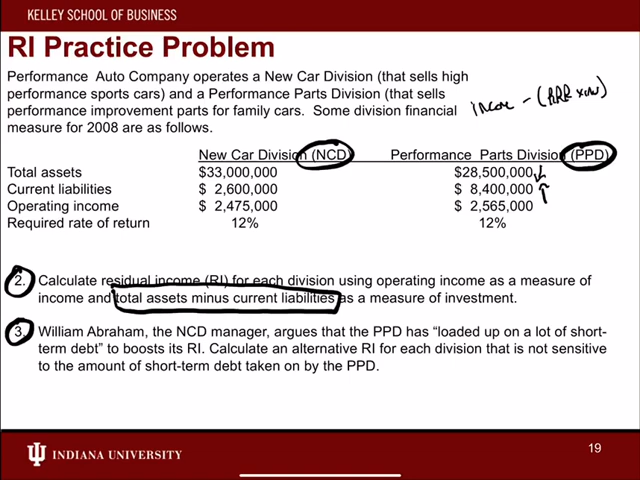 KELLEY SCHOOL OF BUSINESS
RI Practice Problem
Performance Auto Company operates a New Car Division (that sells high
performance sports cars) and a Performance Parts Division (that sells
performance improvement parts for family cars. Some division financial
measure for 2008 are as follows.
income - (RRR x INV)
New Car Division (NCD) Performance Parts Division (PPD)
Total assets $33,000,000 $28,500,000
Current liabilities $ 2,600,000 $ 8,400,000
Operating income $ 2,475,000 $ 2,565,000
Required rate of return 12% 12%
2. Calculate residual income (RI) for each division using operating income as a measure of
income and total assets minus current liabilities as a measure of investment.
3. William Abraham, the NCD manager, argues that the PPD has “loaded up on a lot of short-
term debt” to boosts its RI. Calculate an alternative RI for each division that is not sensitive
to the amount of short-term debt taken on by the PPD.
19
INDIANA UNIVERSITY